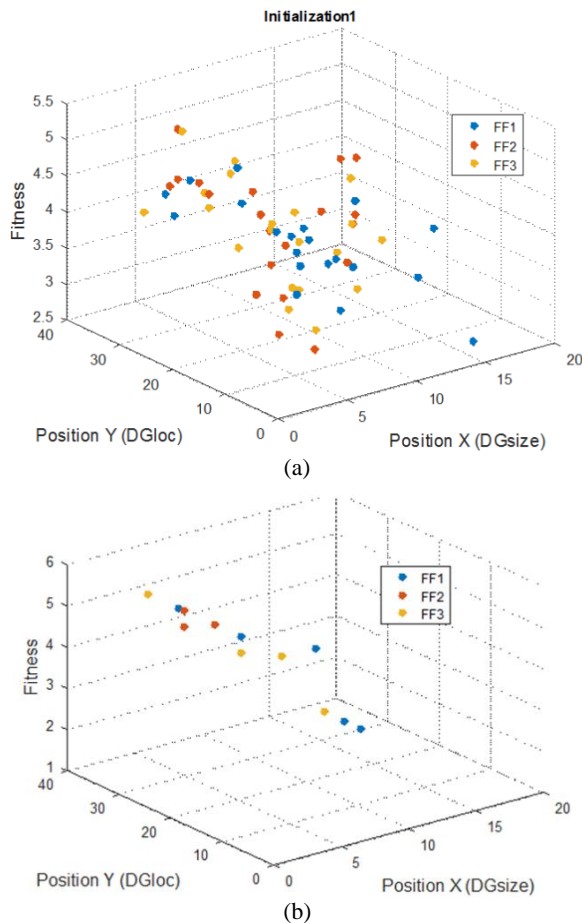 Initialization1
5.5
5
4.5
4
3.5
3
2.5
Fitness
40
30
20
10
0
Position Y (DGloc)
0
5
10
15
20
Position X (DGsize)
FF1
FF2
FF3
(a)
6
5
4
3
2
1
Fitness
40
30
20
10
0
Position Y (DGloc)
0
5
10
15
20
Position X (DGsize)
FF1
FF2
FF3
(b)